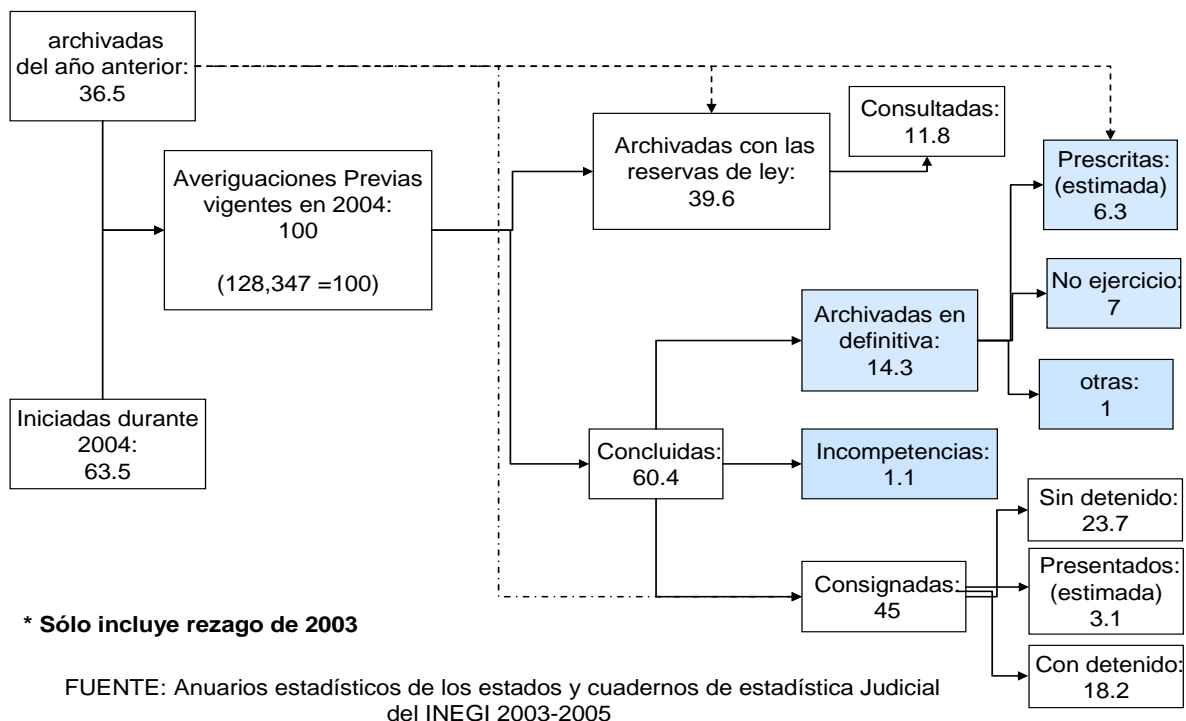 archivadas
del año anterior:
36.5
Averiguaciones Previas
vigentes en 2004:
100
(128,347 =100)
Iniciadas durante
2004:
63.5
Archivadas con las
reservas de ley:
39.6
Consultadas:
11.8
Concluidas:
60.4
Archivadas en
definitiva:
14.3
Incompetencias:
1.1
Consignadas:
45
Prescritas:
(estimada)
6.3
No ejercicio:
7
otras:
1
Sin detenido:
23.7
Presentados:
(estimada)
3.1
Con detenido:
18.2
* Sólo incluye rezago de 2003
FUENTE: Anuarios estadísticos de los estados y cuadernos de estadística Judicial
del INEGI 2003-2005